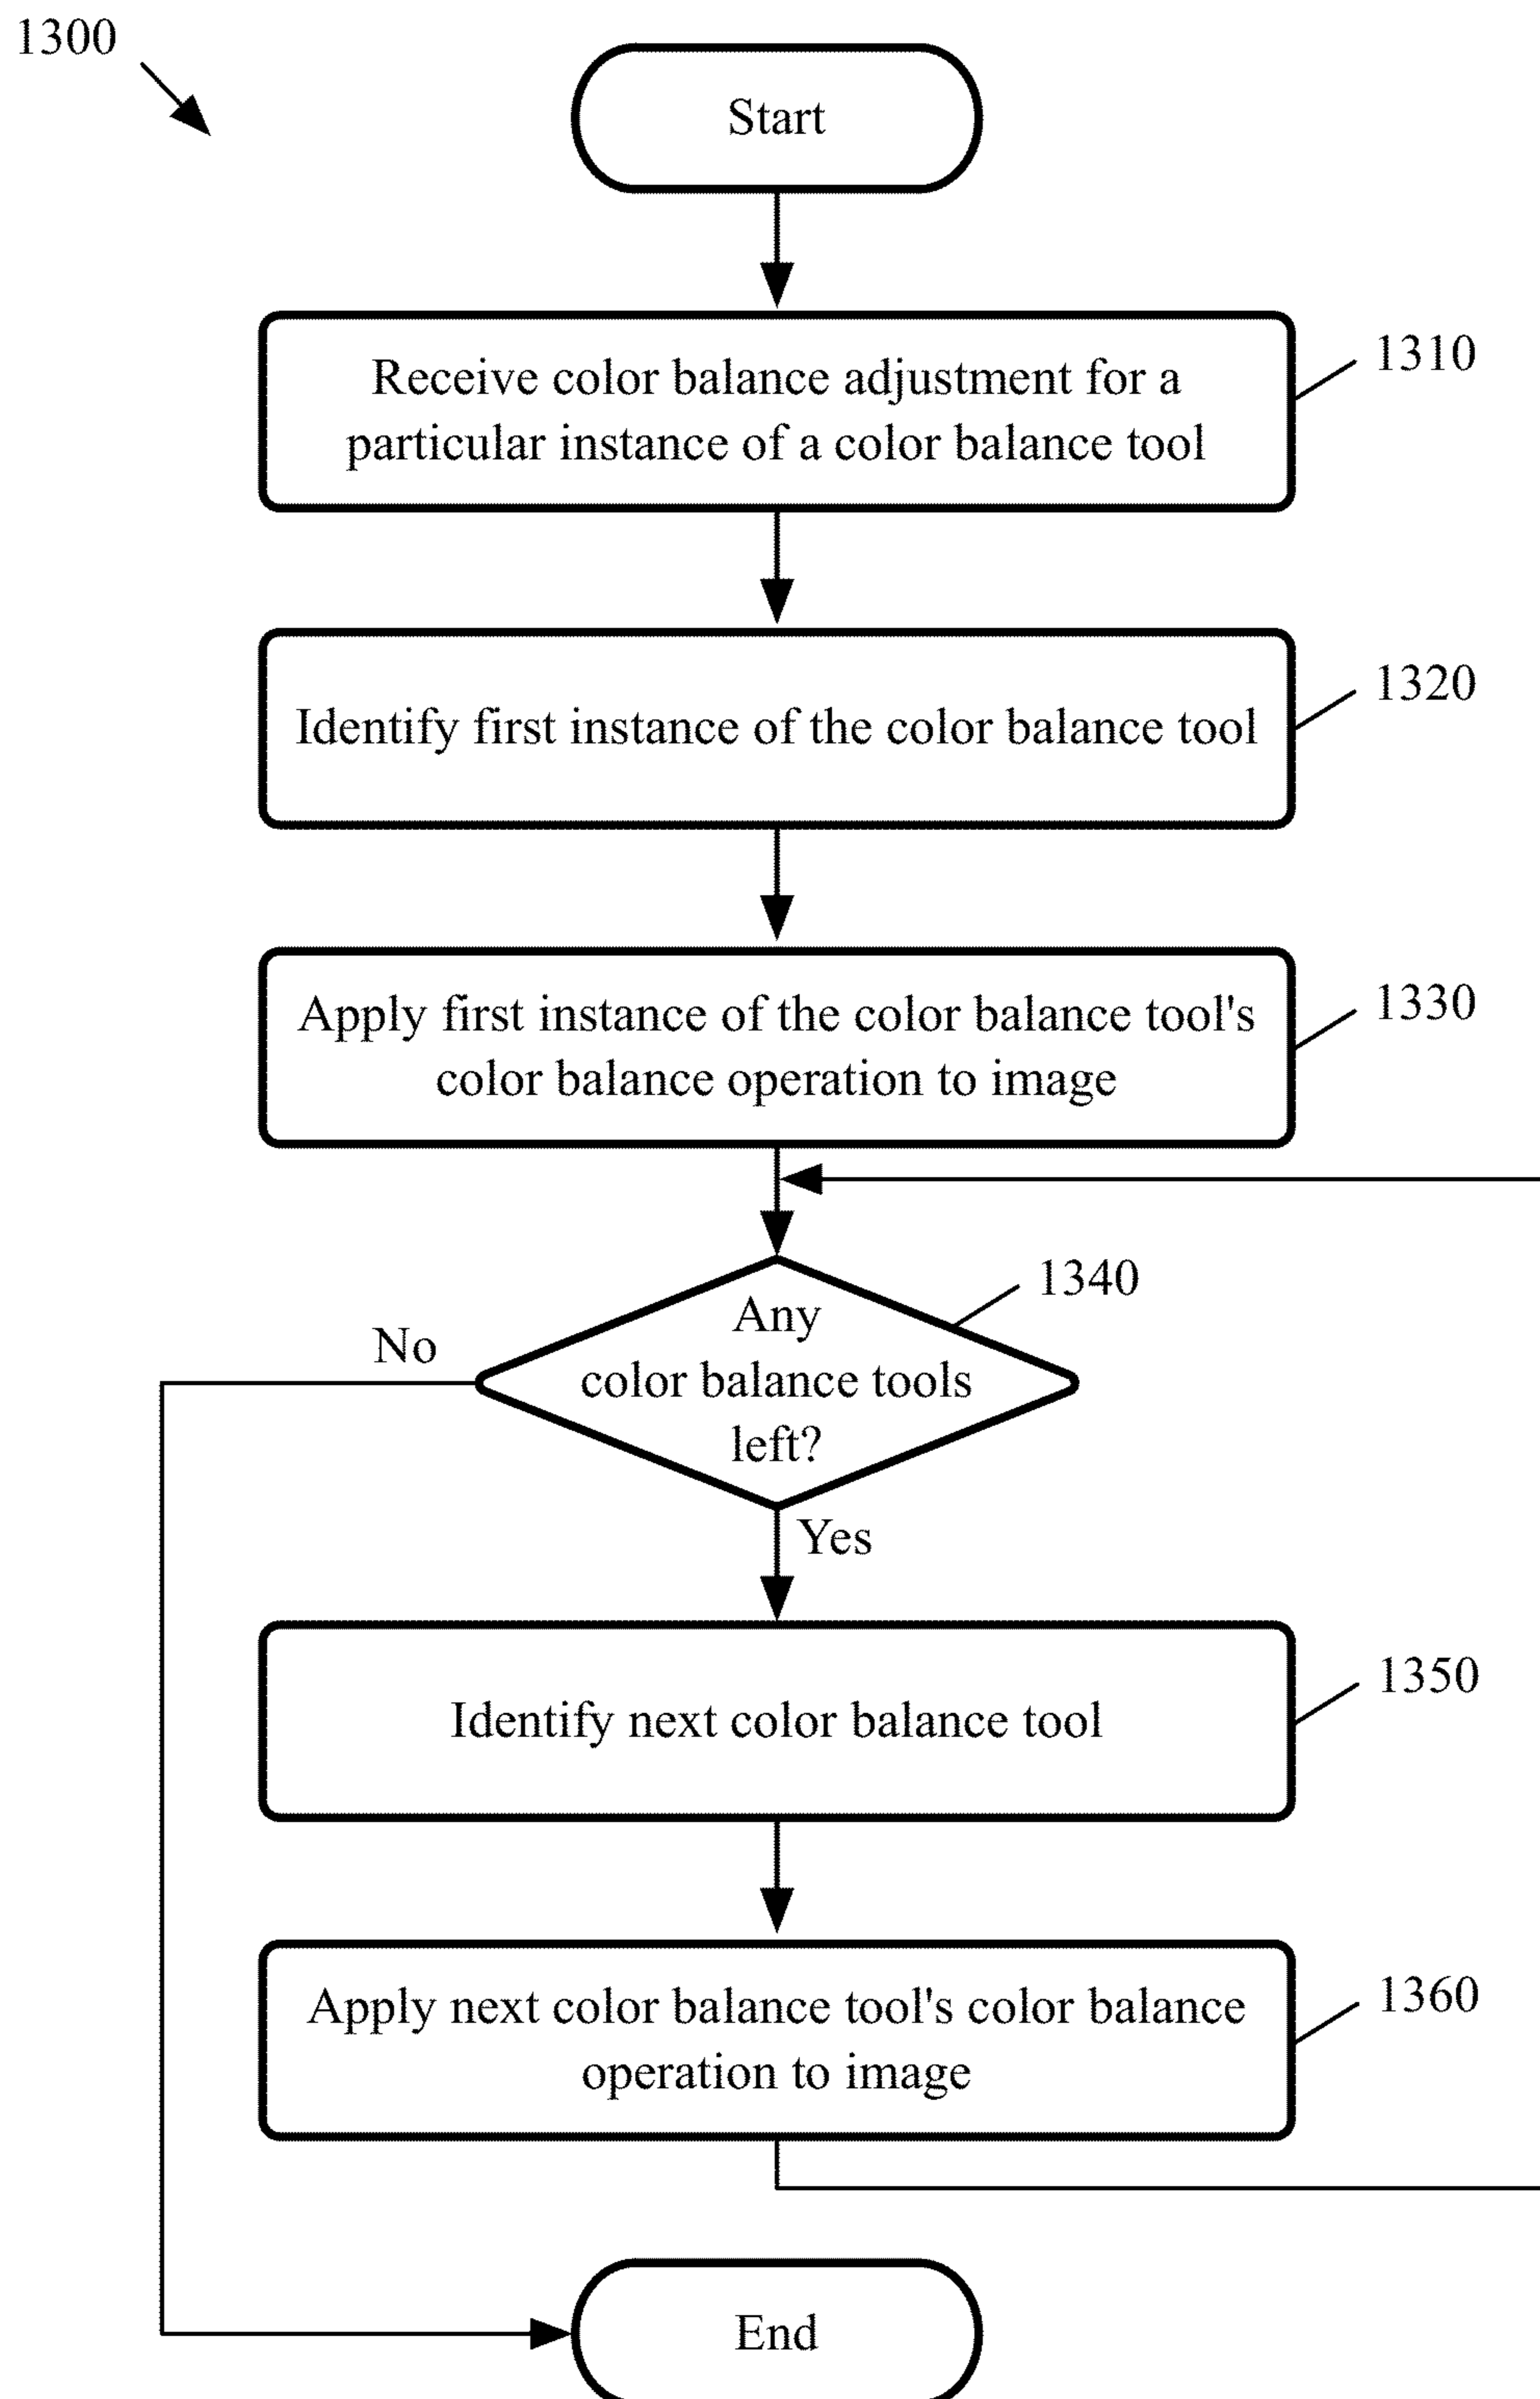 1300
Start
Receive color balance adjustment for a
particular instance of a color balance tool
1310
Identify first instance of the color balance tool
1320
Apply first instance of the color balance tool's
color balance operation to image
1330
Any
color balance tools
left?
1340
No
Yes
Identify next color balance tool
1350
Apply next color balance tool's color balance
operation to image
1360
End